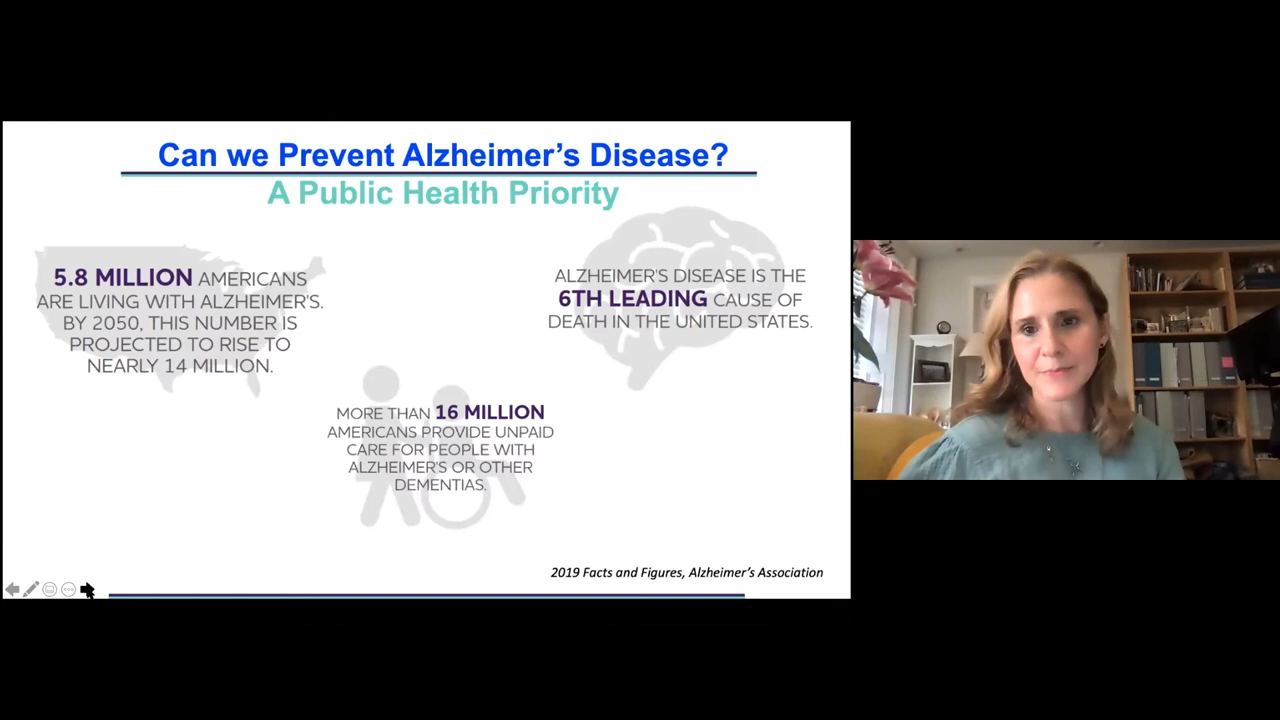 Can we Prevent Alzheimer's Disease?
A Public Health Priority
5.8 MILLION AMERICANS
ARE LIVING WITH ALZHEIMER'S.
BY 2050, THIS NUMBER IS
PROJECTED TO RISE TO
NEARLY 14 MILLION.
ALZHEIMER'S DISEASE IS THE
6TH LEADING CAUSE OF
DEATH IN THE UNITED STATES.
MORE THAN 16 MILLION
AMERICANS PROVIDE UNPAID
CARE FOR PEOPLE WITH
ALZHEIMER'S OR OTHER
DEMENTIAS.
2019 Facts and Figures, Alzheimer's Association